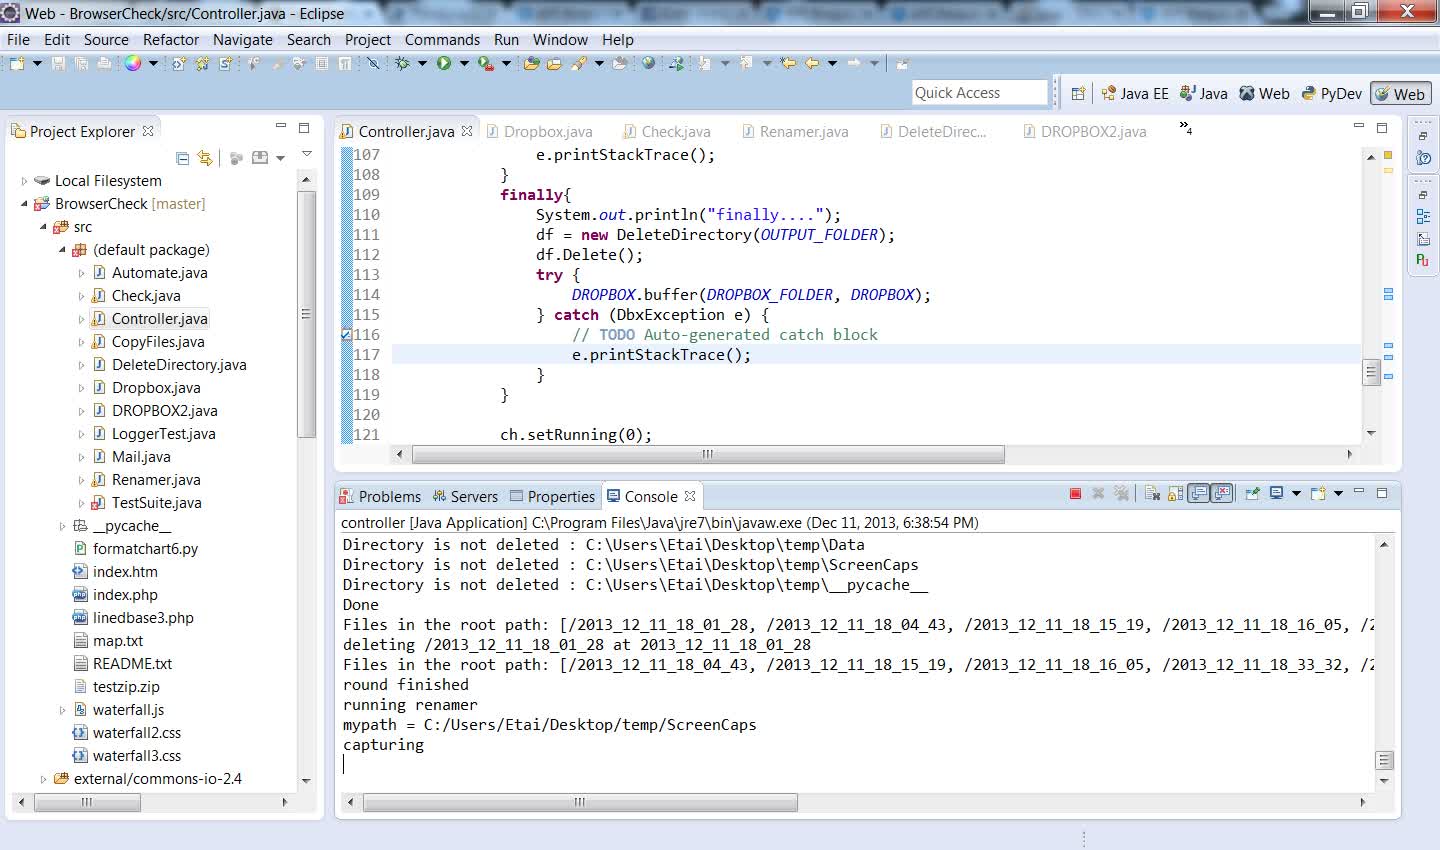 Web - BrowserCheck/src/Controller.java - Eclipse
File Edit Source Refactor Navigate Search Project Commands Run Window Help
Quick Access
Java EE Java Web PyDev Web
Project Explorer
Local Filesystem
BrowserCheck [master]
src
(default package)
Automate.java
Check.java
Controller.java
CopyFiles.java
DeleteDirectory.java
Dropbox.java
DROPBOX2.java
LoggerTest.java
Mail.java
Renamer.java
TestSuite.java
__pycache__
formatchart6.py
index.htm
index.php
linedbase3.php
map.txt
README.txt
testzip.zip
waterfall.js
waterfall2.css
waterfall3.css
external/commons-io-2.4
Controller.java Dropbox.java Check.java Renamer.java DeleteDirec... DROPBOX2.java »4
107 e.printStackTrace();
108 }
109 finally{
110 System.out.println("finally....");
111 df = new DeleteDirectory(OUTPUT_FOLDER);
112 df.Delete();
113 try {
114 DROPBOX.buffer(DROPBOX_FOLDER, DROPBOX);
115 } catch (DbxException e) {
116 // TODO Auto-generated catch block
117 e.printStackTrace();
118 }
119 }
120
121 ch.setRunning(0);
Problems Servers Properties Console
controller [Java Application] C:\Program Files\Java\jre7\bin\javaw.exe (Dec 11, 2013, 6:38:54 PM)
Directory is not deleted : C:\Users\Etai\Desktop\temp\Data
Directory is not deleted : C:\Users\Etai\Desktop\temp\ScreenCaps
Directory is not deleted : C:\Users\Etai\Desktop\temp\__pycache__
Done
Files in the root path: [/2013_12_11_18_01_28, /2013_12_11_18_04_43, /2013_12_11_18_15_19, /2013_12_11_18_16_05, /2
deleting /2013_12_11_18_01_28 at 2013_12_11_18_01_28
Files in the root path: [/2013_12_11_18_04_43, /2013_12_11_18_15_19, /2013_12_11_18_16_05, /2013_12_11_18_33_32, /2
round finished
running renamer
mypath = C:/Users/Etai/Desktop/temp/ScreenCaps
capturing